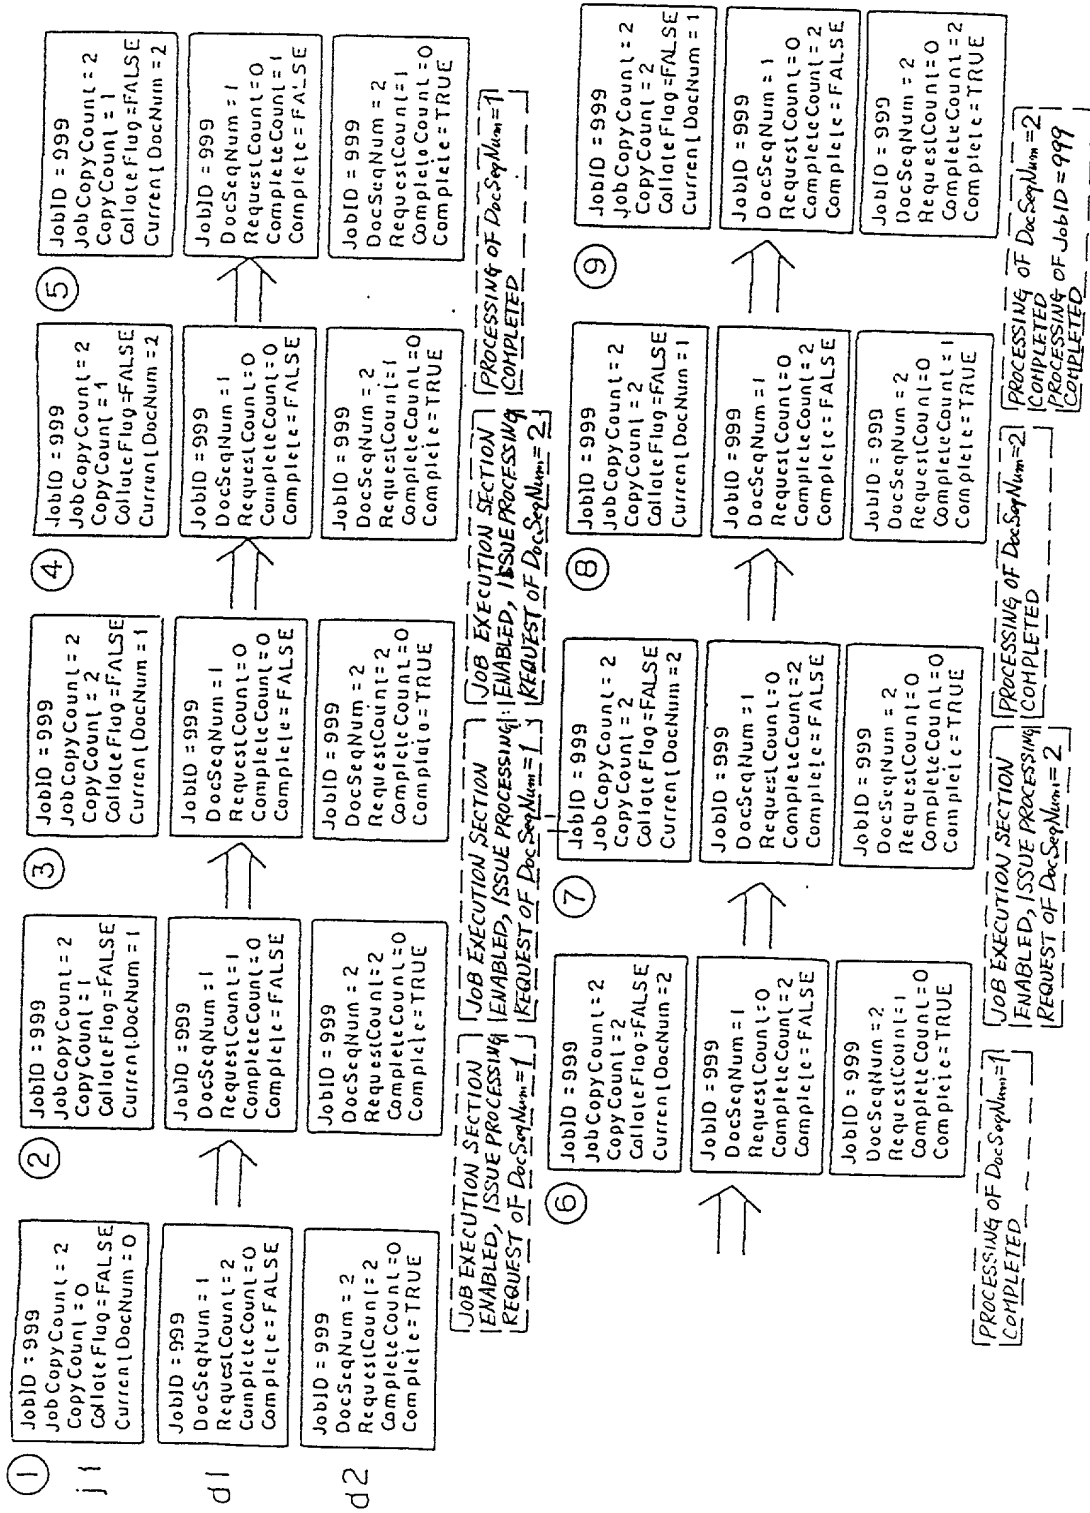 ①
j1
JobID = 999
JobCopyCount = 2
CopyCount = 0
CollateFlag = FALSE
CurrentDocNum = 0
d1
JobID = 999
DocSeqNum = 1
RequestCount = 2
CompleteCount = 0
Complete = FALSE
d2
JobID = 999
DocSeqNum = 2
RequestCount = 2
CompleteCount = 0
Complete = TRUE
JOB EXECUTION SECTION
ENABLED, ISSUE PROCESSING
REQUEST OF DocSeqNum=1
②
JobID = 999
JobCopyCount = 2
CopyCount = 1
CollateFlag = FALSE
CurrentDocNum = 1
JobID = 999
DocSeqNum = 1
RequestCount = 1
CompleteCount = 0
Complete = FALSE
JobID = 999
DocSeqNum = 2
RequestCount = 2
CompleteCount = 0
Complete = TRUE
JOB EXECUTION SECTION
ENABLED, ISSUE PROCESSING
REQUEST OF DocSeqNum=1
③
JobID = 999
JobCopyCount = 2
CopyCount = 2
CollateFlag = FALSE
CurrentDocNum = 1
JobID = 999
DocSeqNum = 1
RequestCount = 0
CompleteCount = 0
Complete = FALSE
JobID = 999
DocSeqNum = 2
RequestCount = 2
CompleteCount = 0
Complete = TRUE
JOB EXECUTION SECTION
ENABLED, ISSUE PROCESSING
REQUEST OF DocSeqNum=2
④
JobID = 999
JobCopyCount = 2
CopyCount = 1
CollateFlag = FALSE
CurrentDocNum = 2
JobID = 999
DocSeqNum = 1
RequestCount = 0
CompleteCount = 0
Complete = FALSE
JobID = 999
DocSeqNum = 2
RequestCount = 1
CompleteCount = 0
Complete = TRUE
PROCESSING OF DocSeqNum=1
COMPLETED
⑤
JobID = 999
JobCopyCount = 2
CopyCount = 1
CollateFlag = FALSE
CurrentDocNum = 2
JobID = 999
DocSeqNum = 1
RequestCount = 0
CompleteCount = 1
Complete = FALSE
JobID = 999
DocSeqNum = 2
RequestCount = 1
CompleteCount = 0
Complete = TRUE
PROCESSING OF DocSeqNum=1
COMPLETED
⑥
JobID = 999
JobCopyCount = 2
CopyCount = 2
CollateFlag = FALSE
CurrentDocNum = 2
JobID = 999
DocSeqNum = 1
RequestCount = 0
CompleteCount = 2
Complete = FALSE
JobID = 999
DocSeqNum = 2
RequestCount = 1
CompleteCount = 0
Complete = TRUE
JOB EXECUTION SECTION
ENABLED, ISSUE PROCESSING
REQUEST OF DocSeqNum=2
⑦
JobID = 999
JobCopyCount = 2
CopyCount = 2
CollateFlag = FALSE
CurrentDocNum = 2
JobID = 999
DocSeqNum = 1
RequestCount = 0
CompleteCount = 2
Complete = FALSE
JobID = 999
DocSeqNum = 2
RequestCount = 0
CompleteCount = 0
Complete = TRUE
PROCESSING OF DocSeqNum=2
COMPLETED
⑧
JobID = 999
JobCopyCount = 2
CopyCount = 2
CollateFlag = FALSE
CurrentDocNum = 1
JobID = 999
DocSeqNum = 1
RequestCount = 0
CompleteCount = 2
Complete = FALSE
JobID = 999
DocSeqNum = 2
RequestCount = 0
CompleteCount = 1
Complete = TRUE
PROCESSING OF DocSeqNum=2
COMPLETED
PROCESSING OF JobID=999
COMPLETED
⑨
JobID = 999
JobCopyCount = 2
CopyCount = 2
CollateFlag = FALSE
CurrentDocNum = 1
JobID = 999
DocSeqNum = 1
RequestCount = 0
CompleteCount = 2
Complete = FALSE
JobID = 999
DocSeqNum = 2
RequestCount = 0
CompleteCount = 2
Complete = TRUE